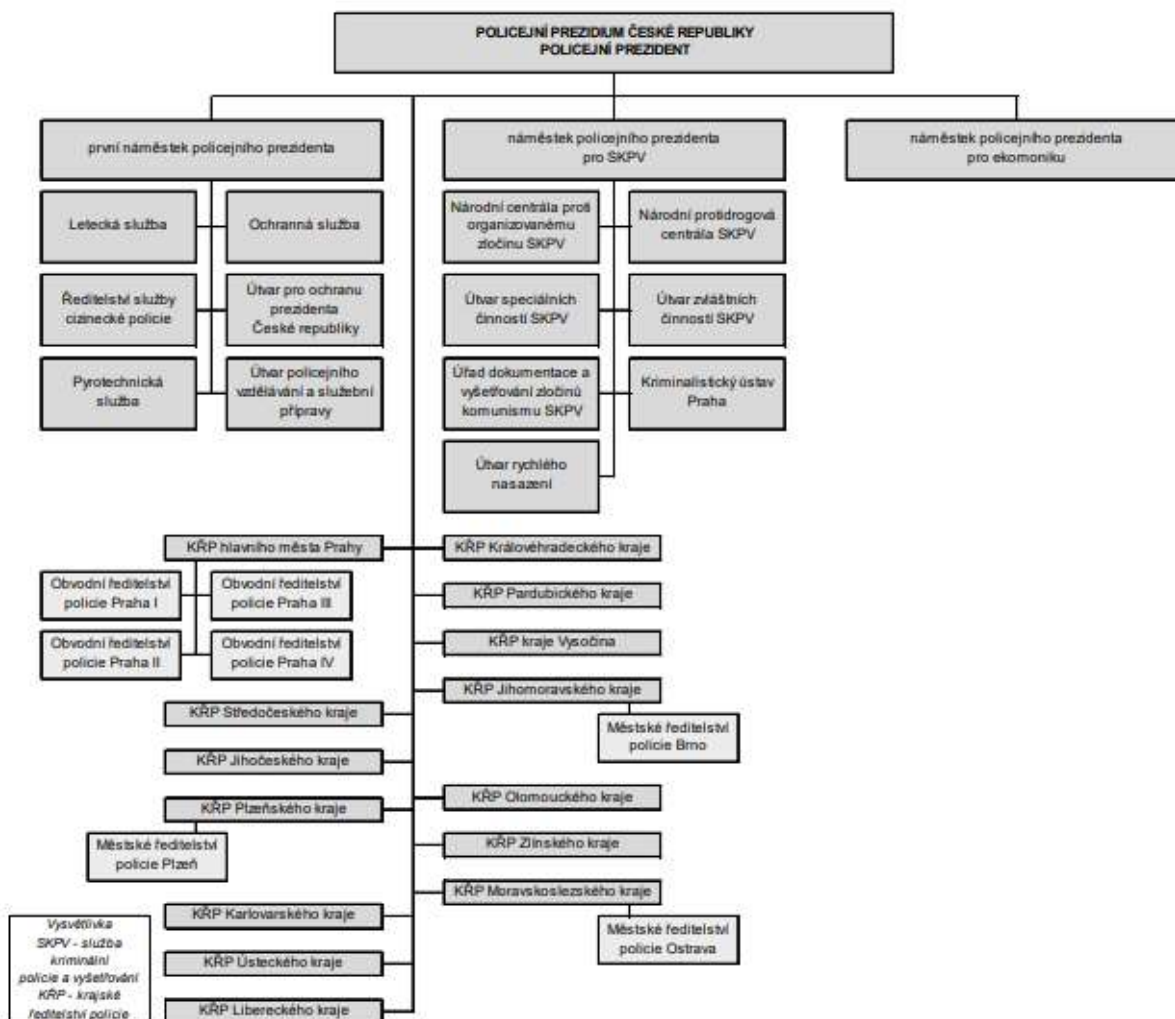 POLICEJNÍ PREZIDIUM ČESKÉ REPUBLIKY
POLICEJNÍ PREZIDENT
první náměstek policejního prezidenta
náměstek policejního prezidenta
pro SKPV
náměstek policejního prezidenta
pro ekomoniku
Letecká služba
Ochranná služba
Národní centrála proti
organizovanému
zločinu SKPV
Národní protidrogová
centrála SKPV
Ředitelství služby
cizinecké policie
Útvar pro ochranu
prezidenta
České republiky
Útvar speciálních
činností SKPV
Útvar zvláštních
činností SKPV
Pyrotechnická
služba
Útvar policejního
vzdělávání a služební
přípravy
Úřad dokumentace a
vyšetřování zločinů
komunismu SKPV
Kriminalistický ústav
Praha
Útvar rychlého
nasazení
KŘP hlavního města Prahy
KŘP Královéhradeckého kraje
Obvodní ředitelství
policie Praha I
Obvodní ředitelství
policie Praha III
KŘP Pardubického kraje
Obvodní ředitelství
policie Praha II
Obvodní ředitelství
policie Praha IV
KŘP kraje Vysočina
KŘP Jihomoravského kraje
KŘP Středočeského kraje
Městské ředitelství
policie Brno
KŘP Jihočeského kraje
KŘP Olomouckého kraje
KŘP Plzeňského kraje
Městské ředitelství
policie Plzeň
KŘP Zlínského kraje
KŘP Moravskoslezského kraje
KŘP Karlovarského kraje
Městské ředitelství
policie Ostrava
Vysvětlivka
SKPV - služba
kriminální
policie a vyšetřování
KŘP - krajské
ředitelství policie
KŘP Ústeckého kraje
KŘP Libereckého kraje